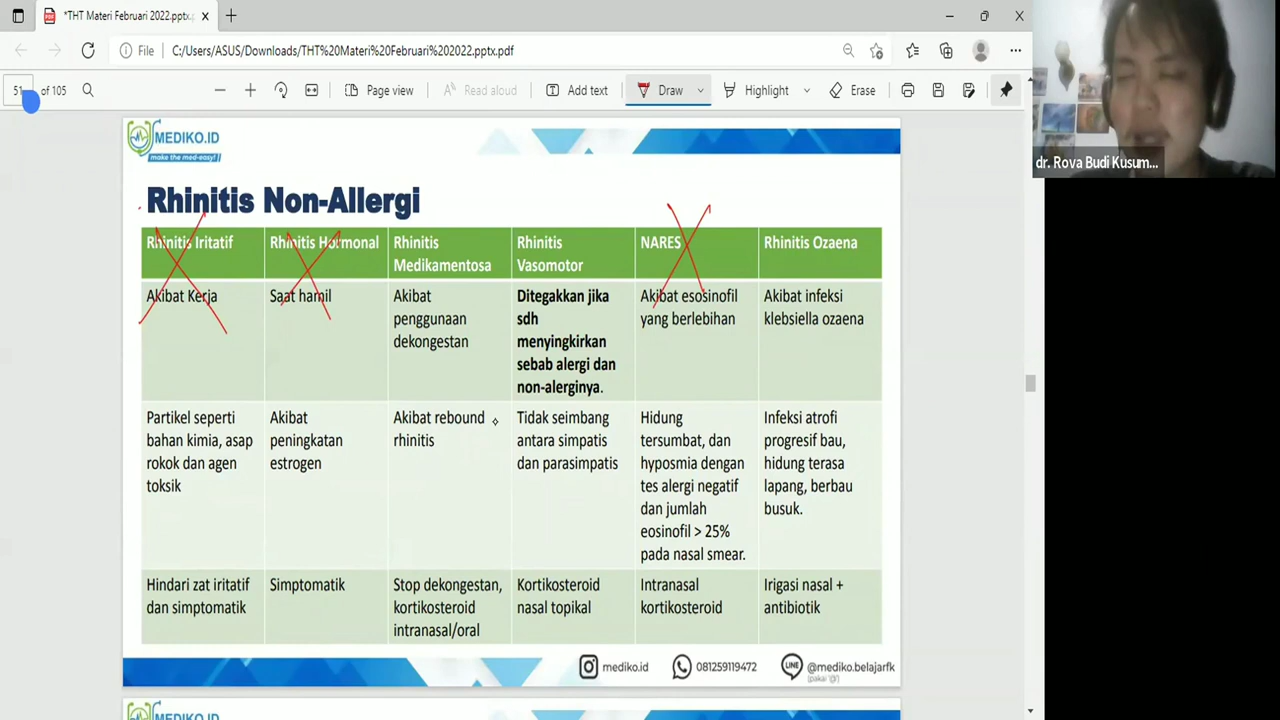 *THT Materi Februari 2022.pptx.
File
C:/Users/ASUS/Downloads/THT%20Materi%20Februari%202022.pptx.pdf
51 of 105
Page view
Read aloud
Add text
Draw
Highlight
Erase
dr. Rova Budi Kusum...
MEDIKO.ID
make the med-easy!
Rhinitis Non-Allergi
Rhinitis Iritatif
Rhinitis Hormonal
Rhinitis
Medikamentosa
Rhinitis
Vasomotor
NARES
Rhinitis Ozaena
Akibat Kerja
Saat hamil
Akibat
penggunaan
dekongestan
Ditegakkan jika
sdh
menyingkirkan
sebab alergi dan
non-alerginya.
Akibat esosinofil
yang berlebihan
Akibat infeksi
klebsiella ozaena
Partikel seperti
bahan kimia, asap
rokok dan agen
toksik
Akibat
peningkatan
estrogen
Akibat rebound
rhinitis
Tidak seimbang
antara simpatis
dan parasimpatis
Hidung
tersumbat, dan
hyposmia dengan
tes alergi negatif
dan jumlah
eosinofil > 25%
pada nasal smear.
Infeksi atrofi
progresif bau,
hidung terasa
lapang, berbau
busuk.
Hindari zat iritatif
dan simptomatik
Simptomatik
Stop dekongestan,
kortikosteroid
intranasal/oral
Kortikosteroid
nasal topikal
Intranasal
kortikosteroid
Irigasi nasal +
antibiotik
mediko.id
081259119472
LINE
@mediko.belajarfk
(pakai '@')
MEDIKO.ID